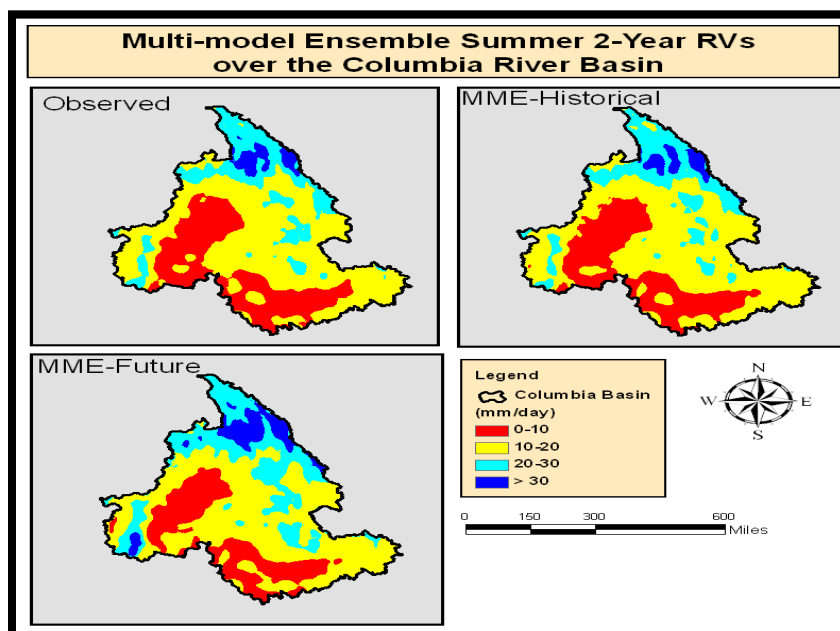 Multi-model Ensemble Summer 2-Year RVs
over the Columbia River Basin
Observed
MME-Historical
MME-Future
Legend
Columbia Basin
(mm/day)
0-10
10-20
20-30
> 30
N
W
E
S
0 150 300 600
Miles